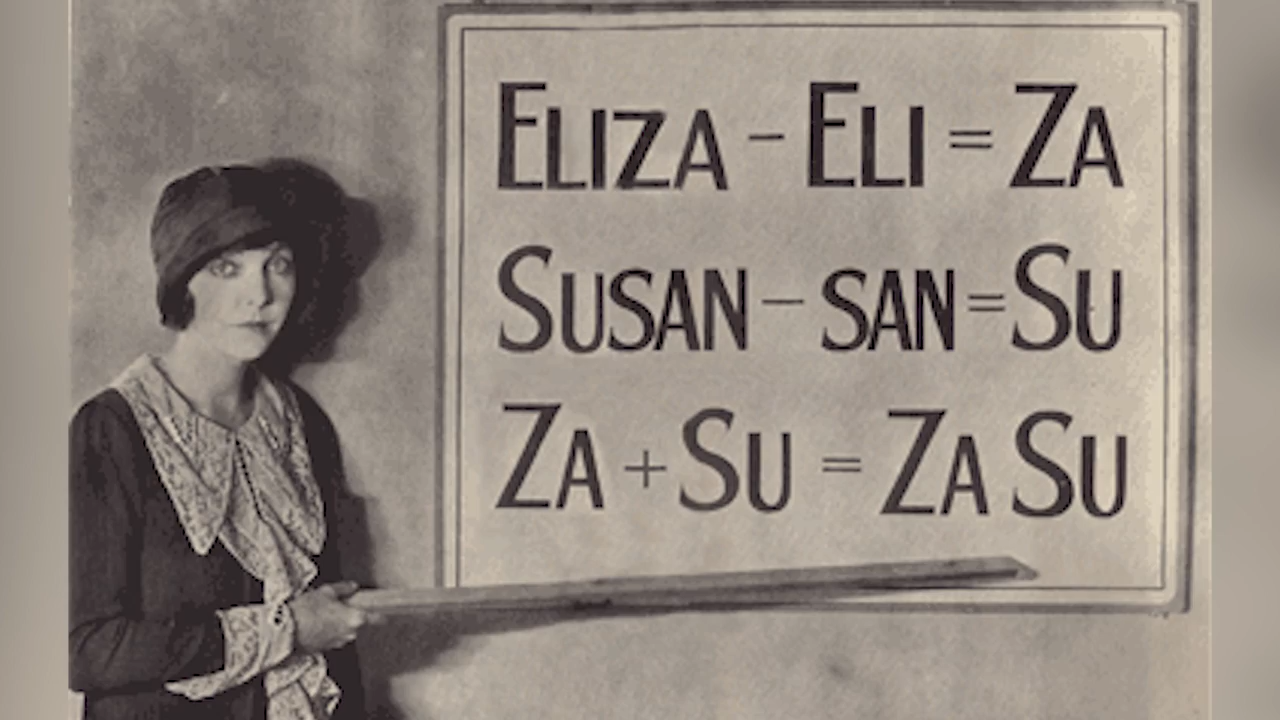 ELIZA – ELI = ZA
SUSAN – SAN = SU
ZA + SU = ZA SU